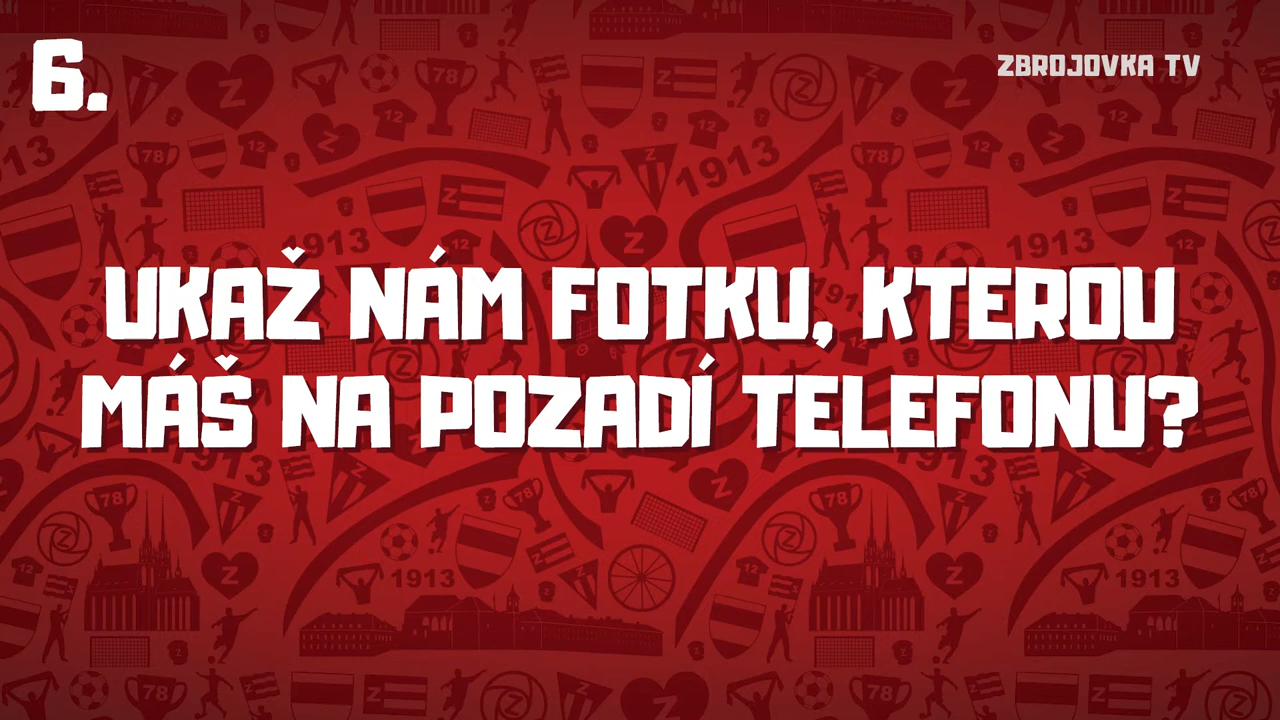 6.
ZBROJOVKA TV
UKAŽ NÁM FOTKU, KTEROU
MÁŠ NA POZADÍ TELEFONU?